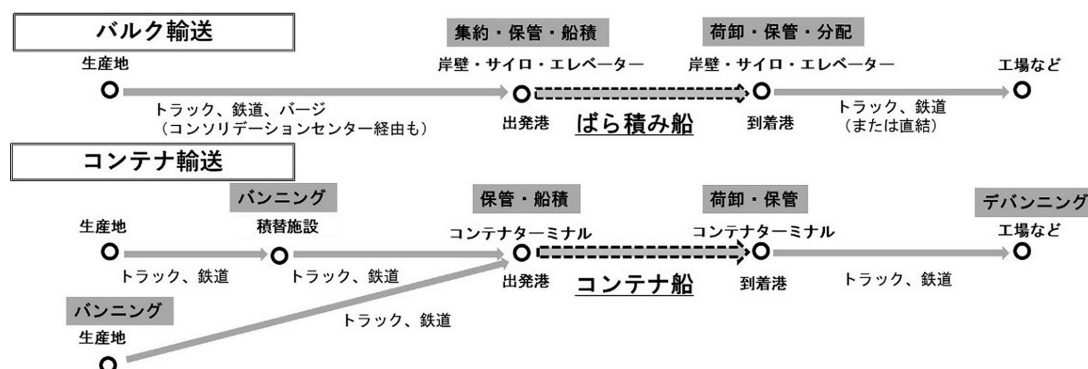 バルク輸送
集約・保管・船積
荷卸・保管・分配
生産地
岸壁・サイロ・エレベーター
岸壁・サイロ・エレベーター
工場など
トラック、鉄道、バージ
（コンソリデーションセンター経由も）
出発港
ばら積み船
到着港
トラック、鉄道
（または直結）
コンテナ輸送
バンニング
保管・船積
荷卸・保管
デバンニング
生産地
積替施設
コンテナターミナル
コンテナターミナル
工場など
トラック、鉄道
トラック、鉄道
出発港
コンテナ船
到着港
トラック、鉄道
バンニング
生産地
トラック、鉄道